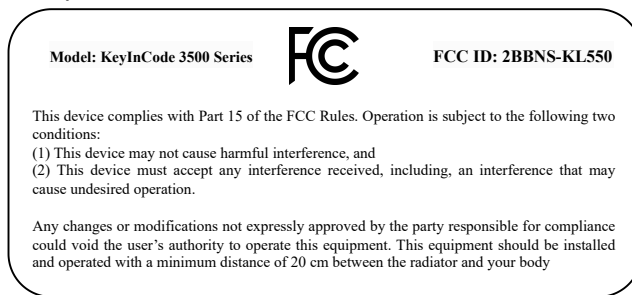 Model: KeyInCode 3500 Series
FC
FCC ID: 2BBNS-KL550
This device complies with Part 15 of the FCC Rules. Operation is subject to the following two
conditions:
(1) This device may not cause harmful interference, and
(2) This device must accept any interference received, including, an interference that may
cause undesired operation.
Any changes or modifications not expressly approved by the party responsible for compliance
could void the user’s authority to operate this equipment. This equipment should be installed
and operated with a minimum distance of 20 cm between the radiator and your body